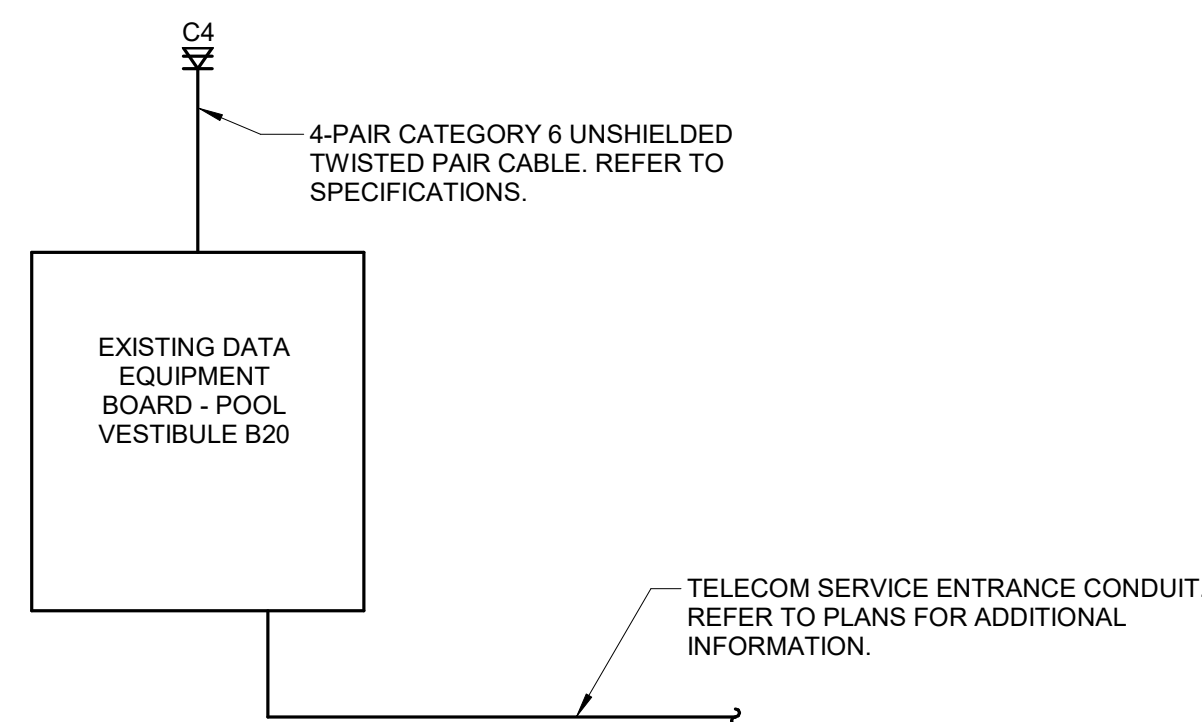 C4
4-PAIR CATEGORY 6 UNSHIELDED
TWISTED PAIR CABLE. REFER TO
SPECIFICATIONS.
EXISTING DATA
EQUIPMENT
BOARD - POOL
VESTIBULE B20
TELECOM SERVICE ENTRANCE CONDUIT.
REFER TO PLANS FOR ADDITIONAL
INFORMATION.